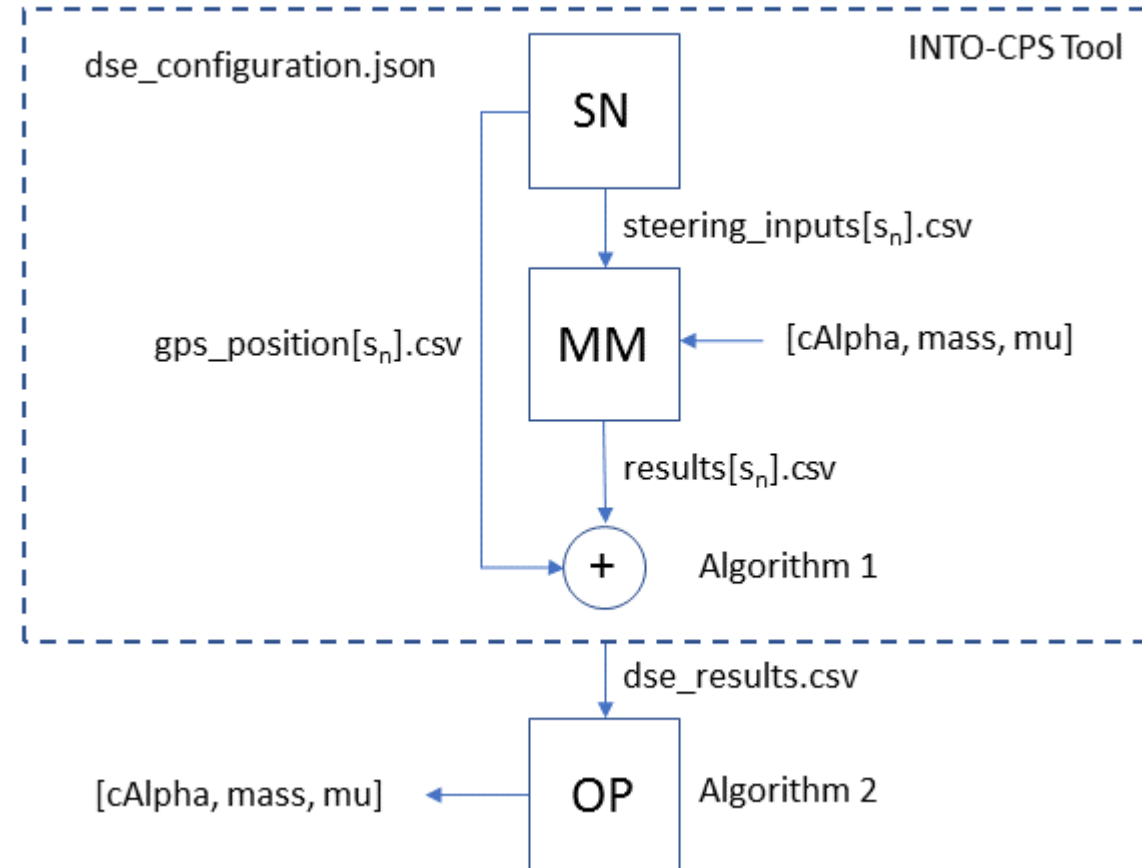 INTO-CPS Tool
dse_configuration.json
SN
steering_inputs[sₙ].csv
gps_position[sₙ].csv
MM
[cAlpha, mass, mu]
results[sₙ].csv
+
Algorithm 1
dse_results.csv
[cAlpha, mass, mu]
OP
Algorithm 2